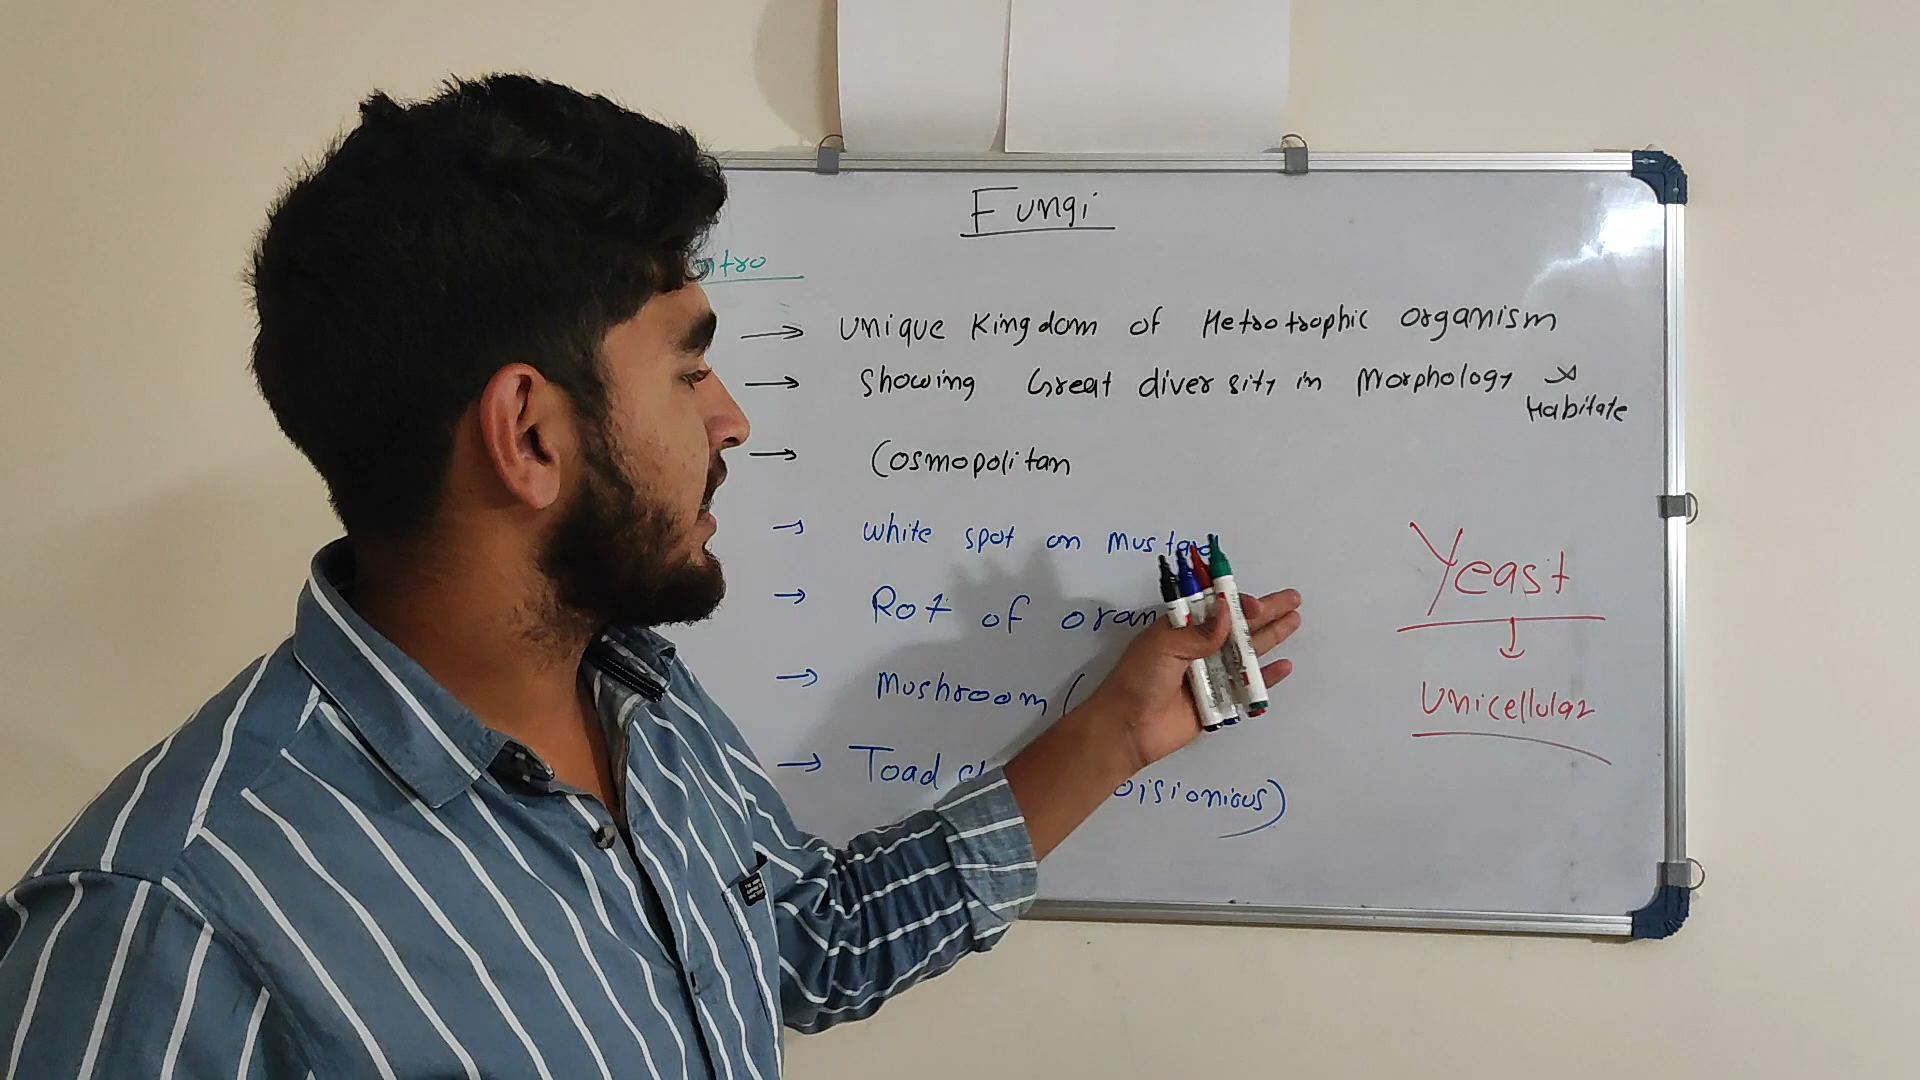 Fungi
ntro
→ Unique Kingdom of Hetrotrophic organism
→ Showing Great diversity in Morphology &
Habitate
→ Cosmopolitan
→ White spot on Mustard
→ Rot of oran
→ Mushroom (
→ Toad st oisionious)
Yeast
↓
Unicellular